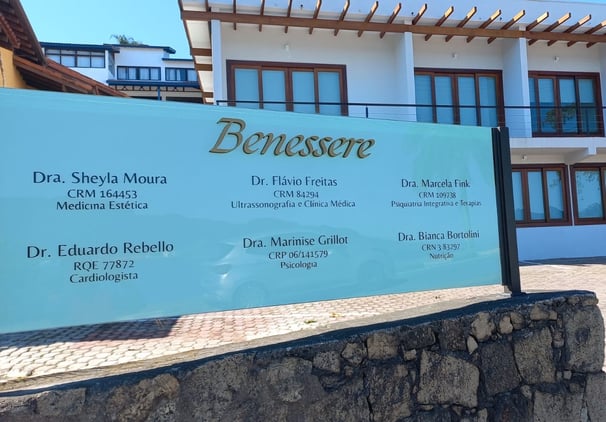 Benessere
Dra. Sheyla Moura
CRM 164453
Medicina Estética
Dr. Flávio Freitas
CRM 84294
Ultrassonografia e Clínica Médica
Dra. Marcela Fink
CRM 109738
Psiquiatria Integrativa e Terapias
Dr. Eduardo Rebello
RQE 77872
Cardiologista
Dra. Marinise Grillot
CRP 06/141579
Psicologia
Dra. Bianca Bortolini
CRN 3 83797
Nutrição